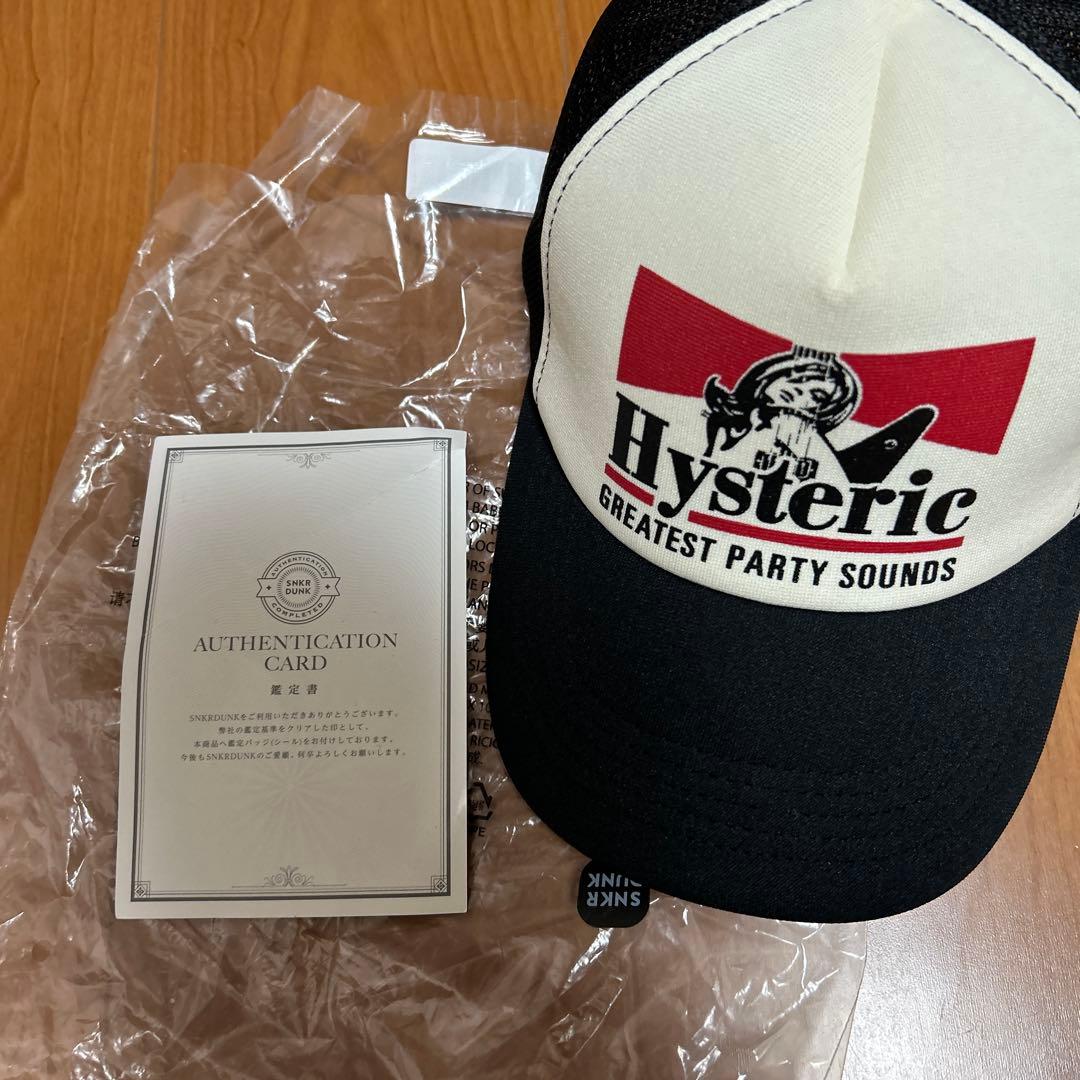 Hysteric
GREATEST PARTY SOUNDS
AUTHENTICATION
SNKR
DUNK
COMPLETED
AUTHENTICATION
CARD
鑑定書
SNKRDUNKをご利用いただきありがとうございます。
弊社の鑑定基準をクリアした印として、
本商品へ鑑定バッジ(シール)をお付けしております。
今後もSNKRDUNKのご愛顧、何卒よろしくお願いします。
SNKR
DUNK